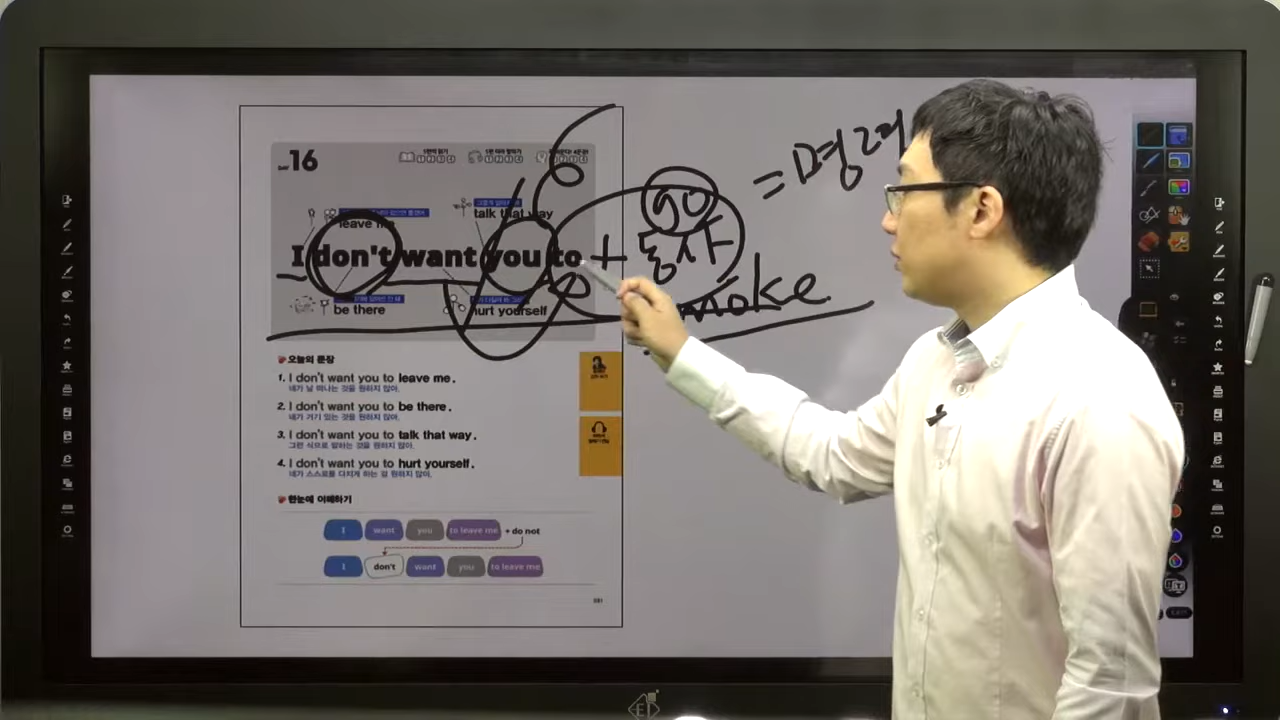 DAY 16
leave me
talk that way
I don't want you to + 동사
go
= 명령어
be there
hurt yourself
오늘의 문장
1. I don't want you to leave me.
네가 날 떠나는 것을 원하지 않아.
2. I don't want you to be there.
네가 거기 있는 것을 원하지 않아.
3. I don't want you to talk that way.
그런 식으로 말하는 것을 원하지 않아.
4. I don't want you to hurt yourself.
네가 스스로를 다치게 하는 걸 원하지 않아.
한눈에 이해하기
I want you to leave me + do not
I don't want you to leave me